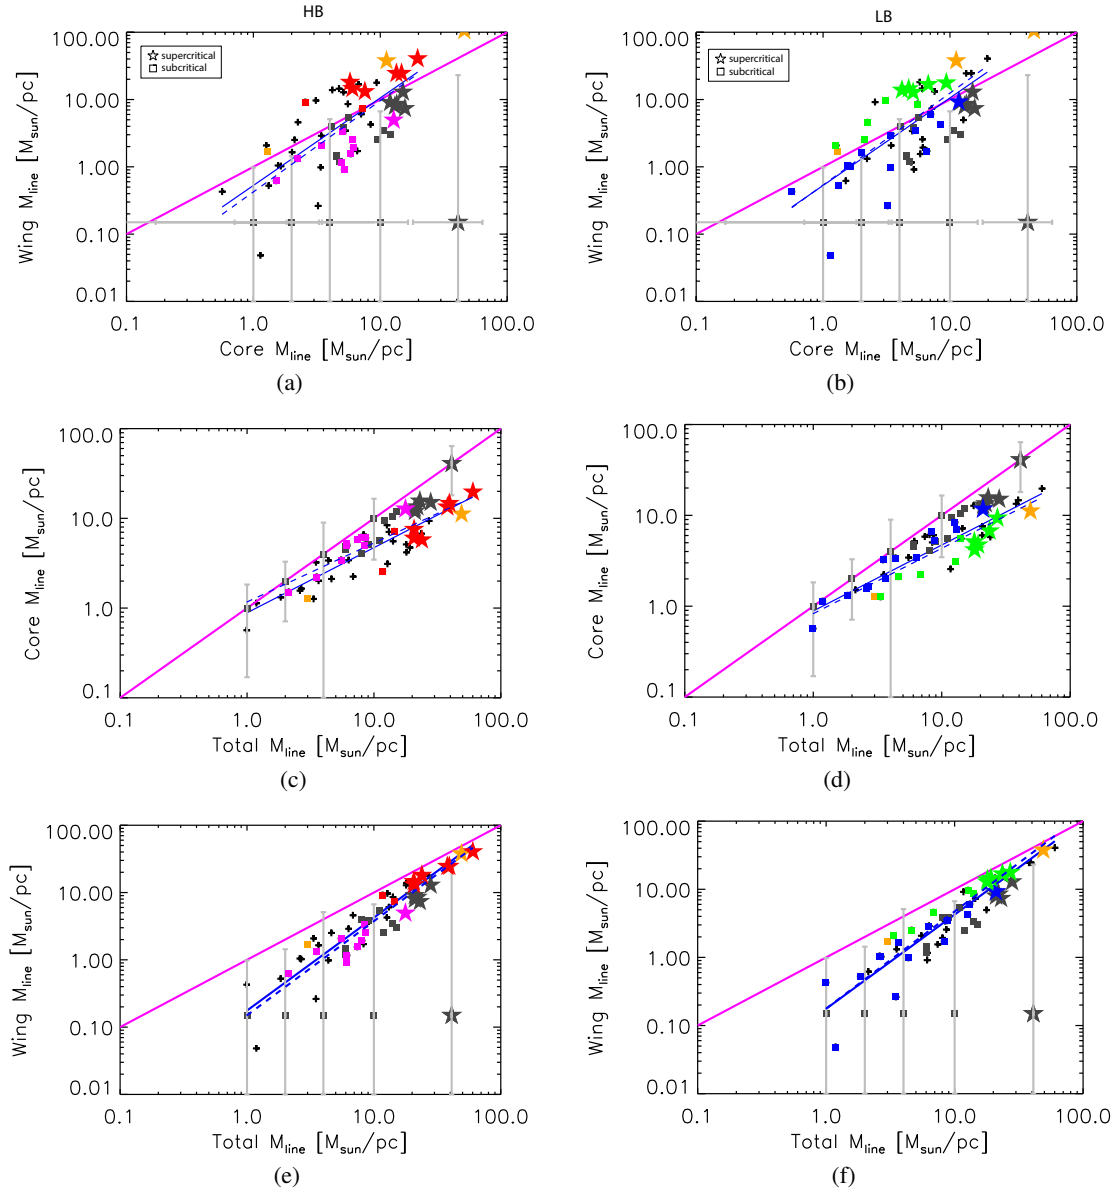 HB
LB
100.00
10.00
1.00
0.10
0.01
Wing M_line [M_sun/pc]
supercritical
subcritical
0.1
1.0
10.0
100.0
Core M_line [M_sun/pc]
(a)
100.00
10.00
1.00
0.10
0.01
Wing M_line [M_sun/pc]
supercritical
subcritical
0.1
1.0
10.0
100.0
Core M_line [M_sun/pc]
(b)
100.0
10.0
1.0
0.1
Core M_line [M_sun/pc]
0.1
1.0
10.0
100.0
Total M_line [M_sun/pc]
(c)
100.0
10.0
1.0
0.1
Core M_line [M_sun/pc]
0.1
1.0
10.0
100.0
Total M_line [M_sun/pc]
(d)
100.00
10.00
1.00
0.10
0.01
Wing M_line [M_sun/pc]
0.1
1.0
10.0
100.0
Total M_line [M_sun/pc]
(e)
100.00
10.00
1.00
0.10
0.01
Wing M_line [M_sun/pc]
0.1
1.0
10.0
100.0
Total M_line [M_sun/pc]
(f)